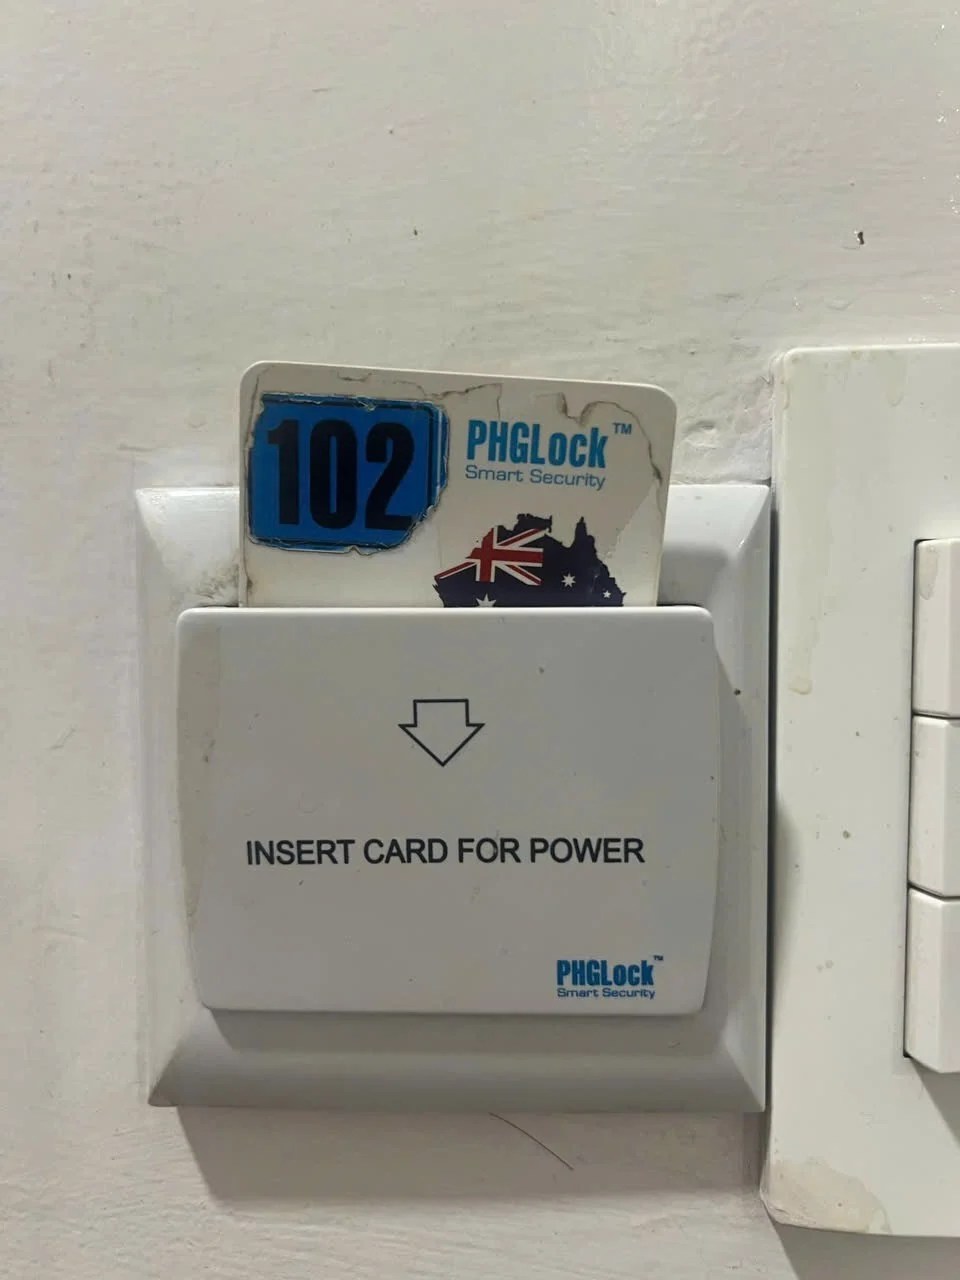 102
PHGLock™
Smart Security
INSERT CARD FOR POWER
PHGLock™
Smart Security